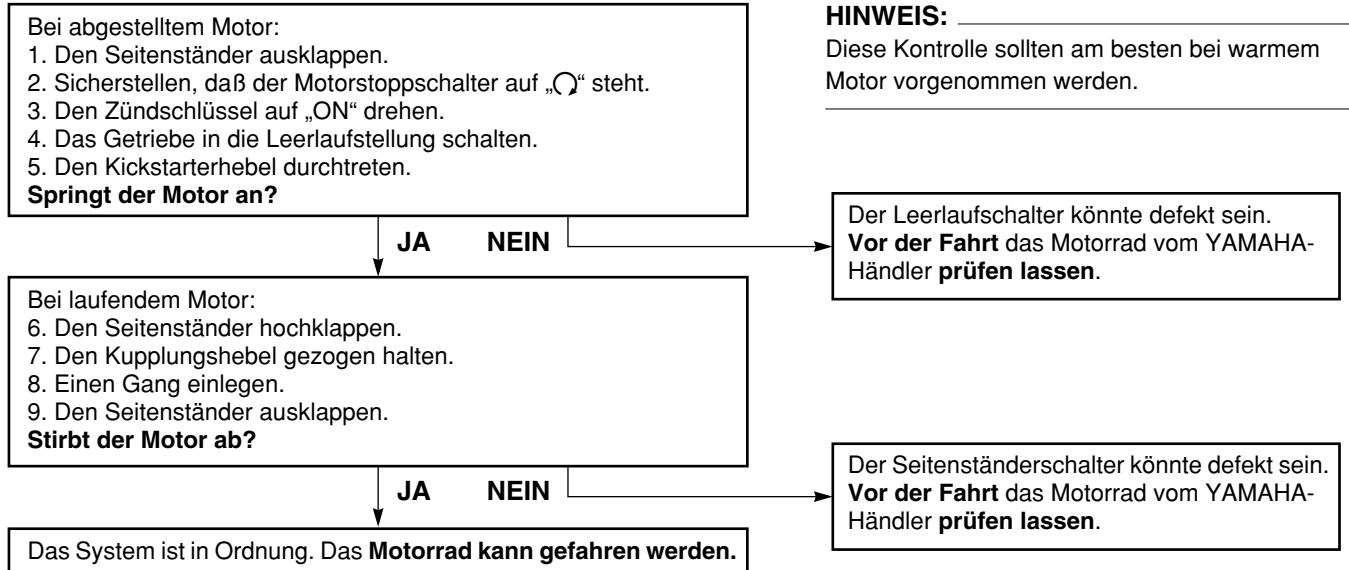 Bei abgestelltem Motor:
1. Den Seitenständer ausklappen.
2. Sicherstellen, daß der Motorstoppschalter auf „“ steht.
3. Den Zündschlüssel auf „ON“ drehen.
4. Das Getriebe in die Leerlaufstellung schalten.
5. Den Kickstarterhebel durchtreten.
Springt der Motor an?
HINWEIS:
Diese Kontrolle sollten am besten bei warmem
Motor vorgenommen werden.
JA NEIN
Der Leerlaufschalter könnte defekt sein.
Vor der Fahrt das Motorrad vom YAMAHA-
Händler prüfen lassen.
Bei laufendem Motor:
6. Den Seitenständer hochklappen.
7. Den Kupplungshebel gezogen halten.
8. Einen Gang einlegen.
9. Den Seitenständer ausklappen.
Stirbt der Motor ab?
JA NEIN
Der Seitenständerschalter könnte defekt sein.
Vor der Fahrt das Motorrad vom YAMAHA-
Händler prüfen lassen.
Das System ist in Ordnung. Das Motorrad kann gefahren werden.